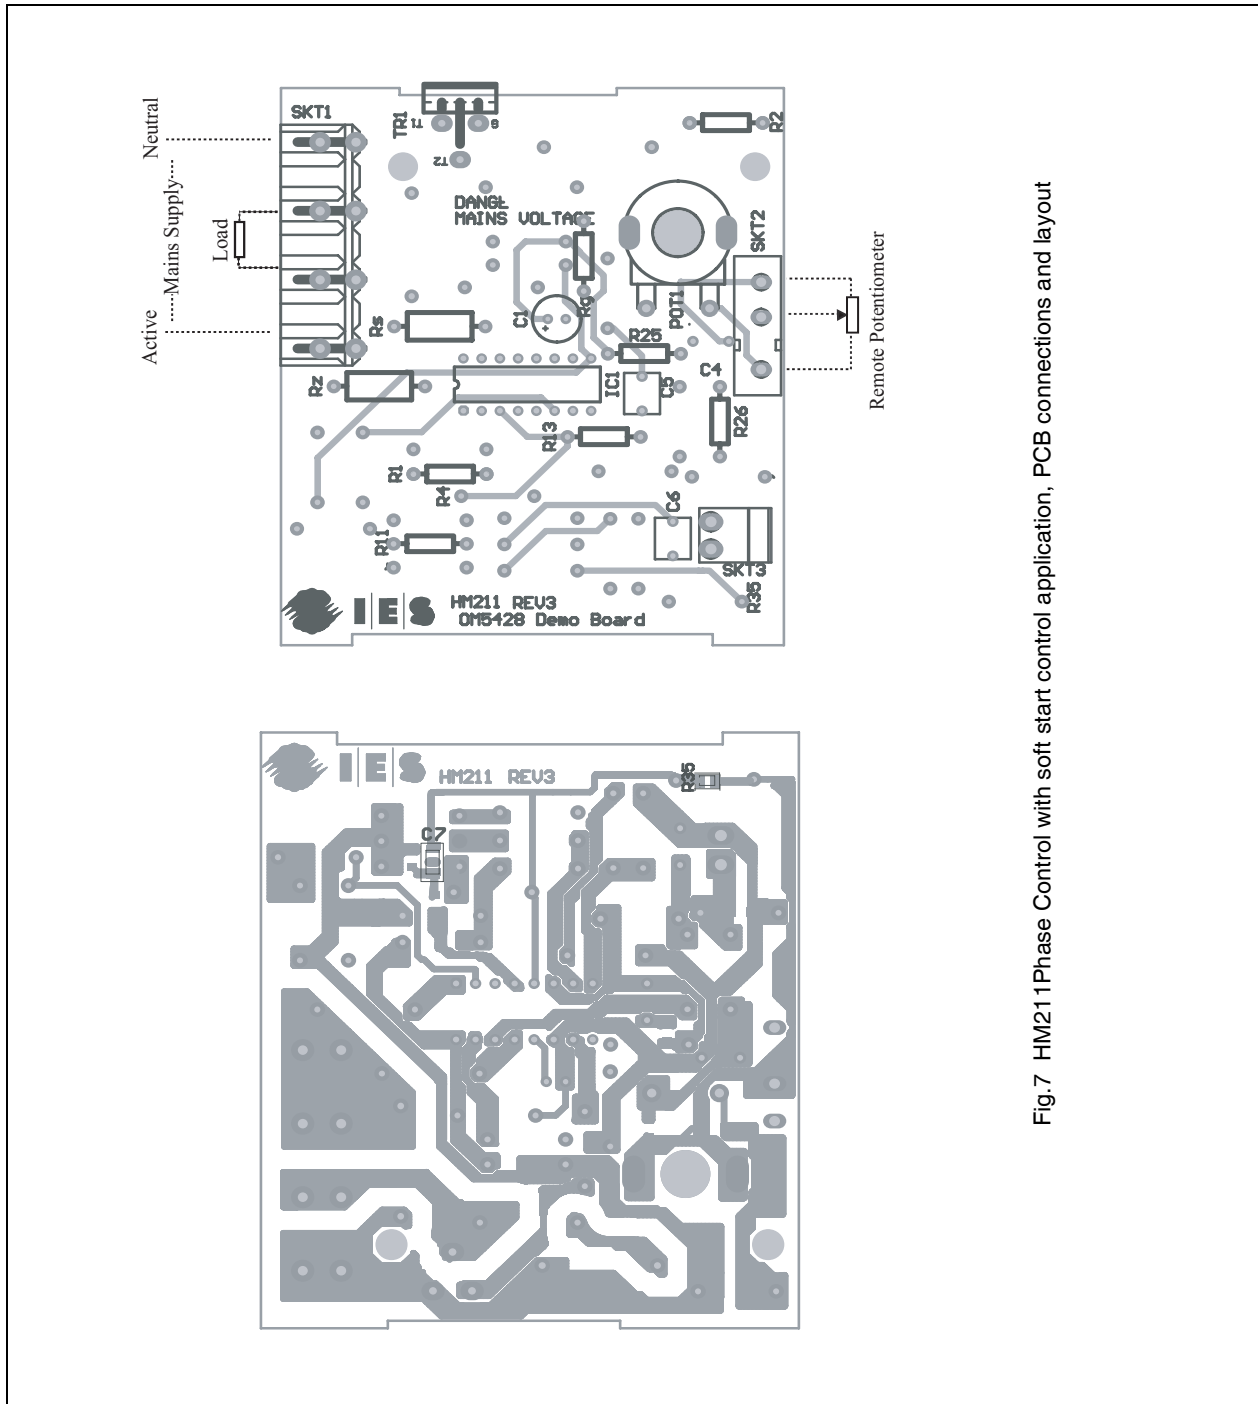 Neutral
Mains Supply
Load
Active
SKT1
TR1
T1
G
T2
R2
DANGE
MAINS VOLTAGE
SKT2
POT1
Remote Potentiometer
Rs
C1
+
Rg
R25
Rz
IC1
C5
C4
R26
R13
R1
R4
C6
R11
SKT3
R35
IES
HM211 REV3
OM5428 Demo Board
IES
HM211 REV3
R35
C7
Fig.7 HM211Phase Control with soft start control application, PCB connections and layout